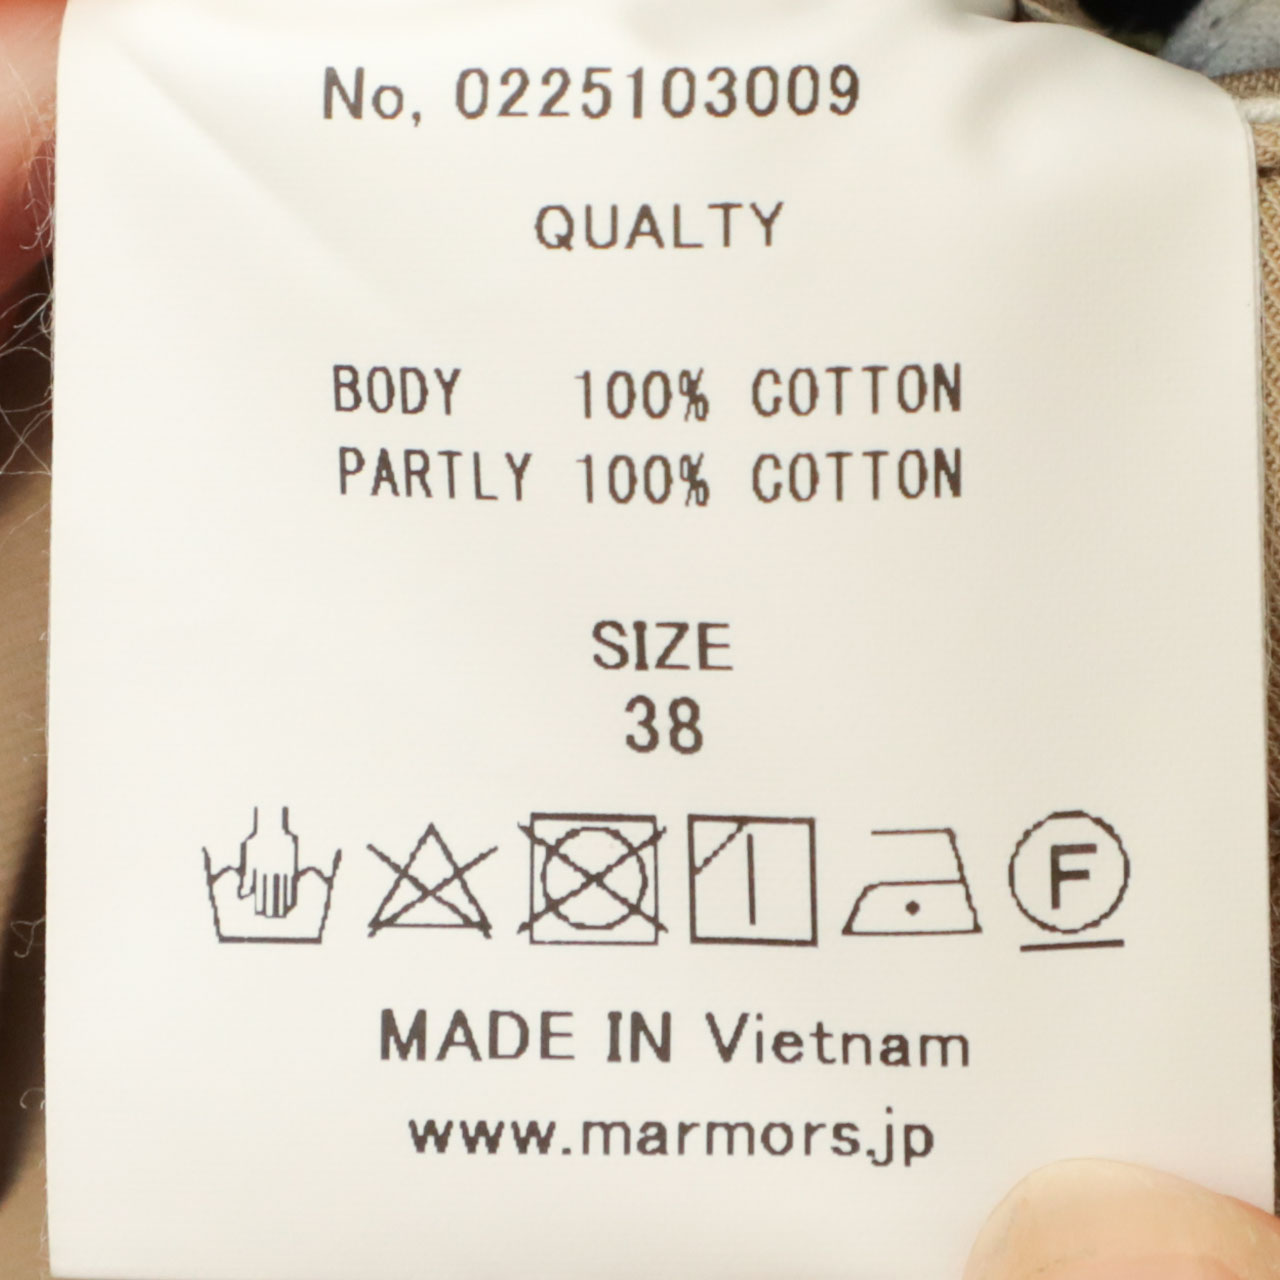 No, 0225103009
QUALTY
BODY 100% COTTON
PARTLY 100% COTTON
SIZE
38
F
MADE IN Vietnam
www.marmors.jp